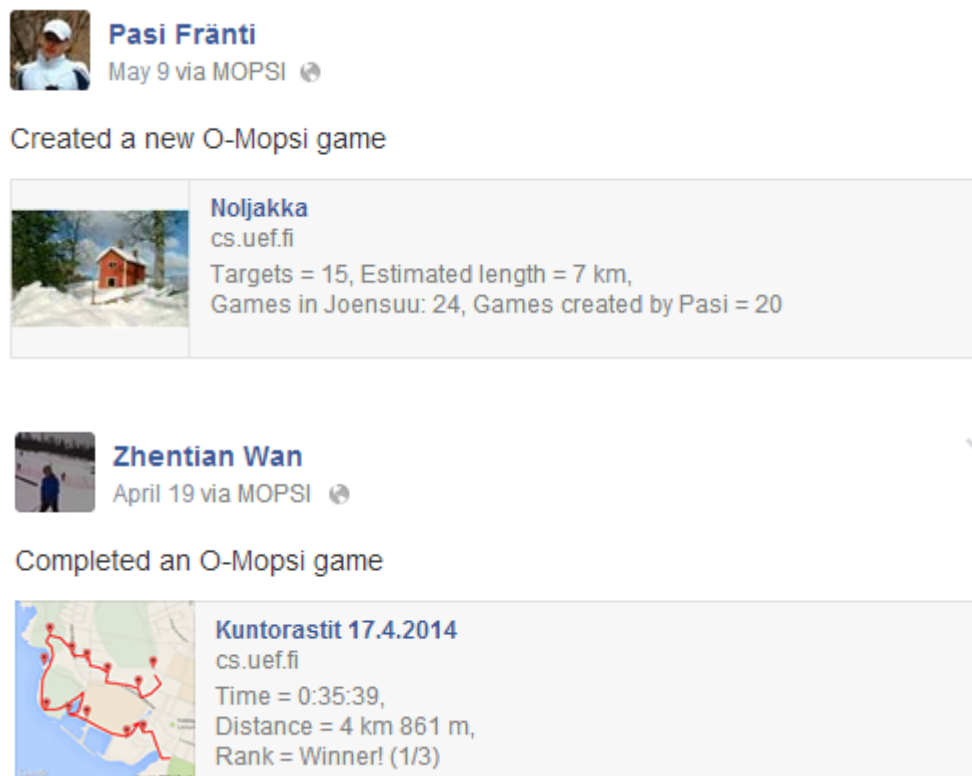 Pasi Fränti
May 9 via MOPSI
Created a new O-Mopsi game
Noljakka
cs.uef.fi
Targets = 15, Estimated length = 7 km,
Games in Joensuu: 24, Games created by Pasi = 20
Zhentian Wan
April 19 via MOPSI
Completed an O-Mopsi game
Kuntorastit 17.4.2014
cs.uef.fi
Time = 0:35:39,
Distance = 4 km 861 m,
Rank = Winner! (1/3)